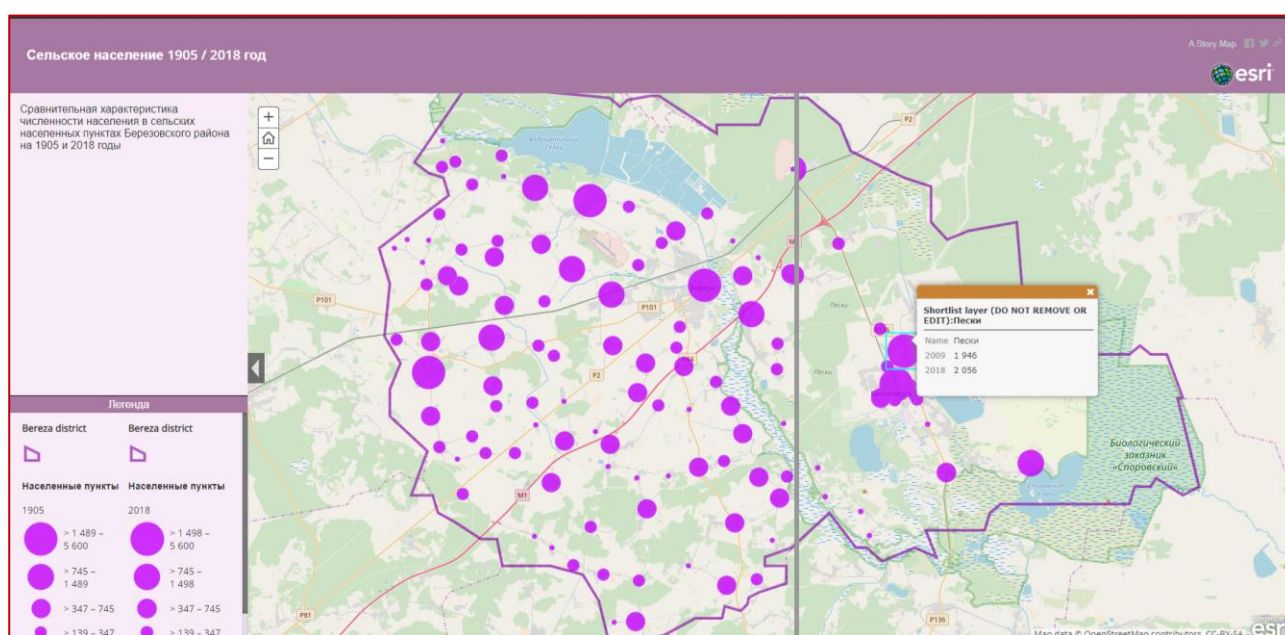 Сельское население 1905 / 2018 год
A Story Map
esri
Сравнительная характеристика
численности населения в сельских
населенных пунктах Березовского района
на 1905 и 2018 годы
+
−
P2
M1
P101
P101
Береза
P2
Пески
Пески
Shortlist layer (DO NOT REMOVE OR
EDIT):Пески
Name Пески
2009 1 946
2018 2 056
Биологический
заказник
«Споровский»
M1
P81
P136
Легенда
Bereza district Bereza district
Населенные пункты Населенные пункты
1905 2018
> 1 489 – > 1 498 –
5 600 5 600
> 745 – > 745 –
1 489 1 498
> 347 – 745 > 347 – 745
> 139 – 347 > 139 – 347
Map data © OpenStreetMap contributors, CC-BY-SA
esri